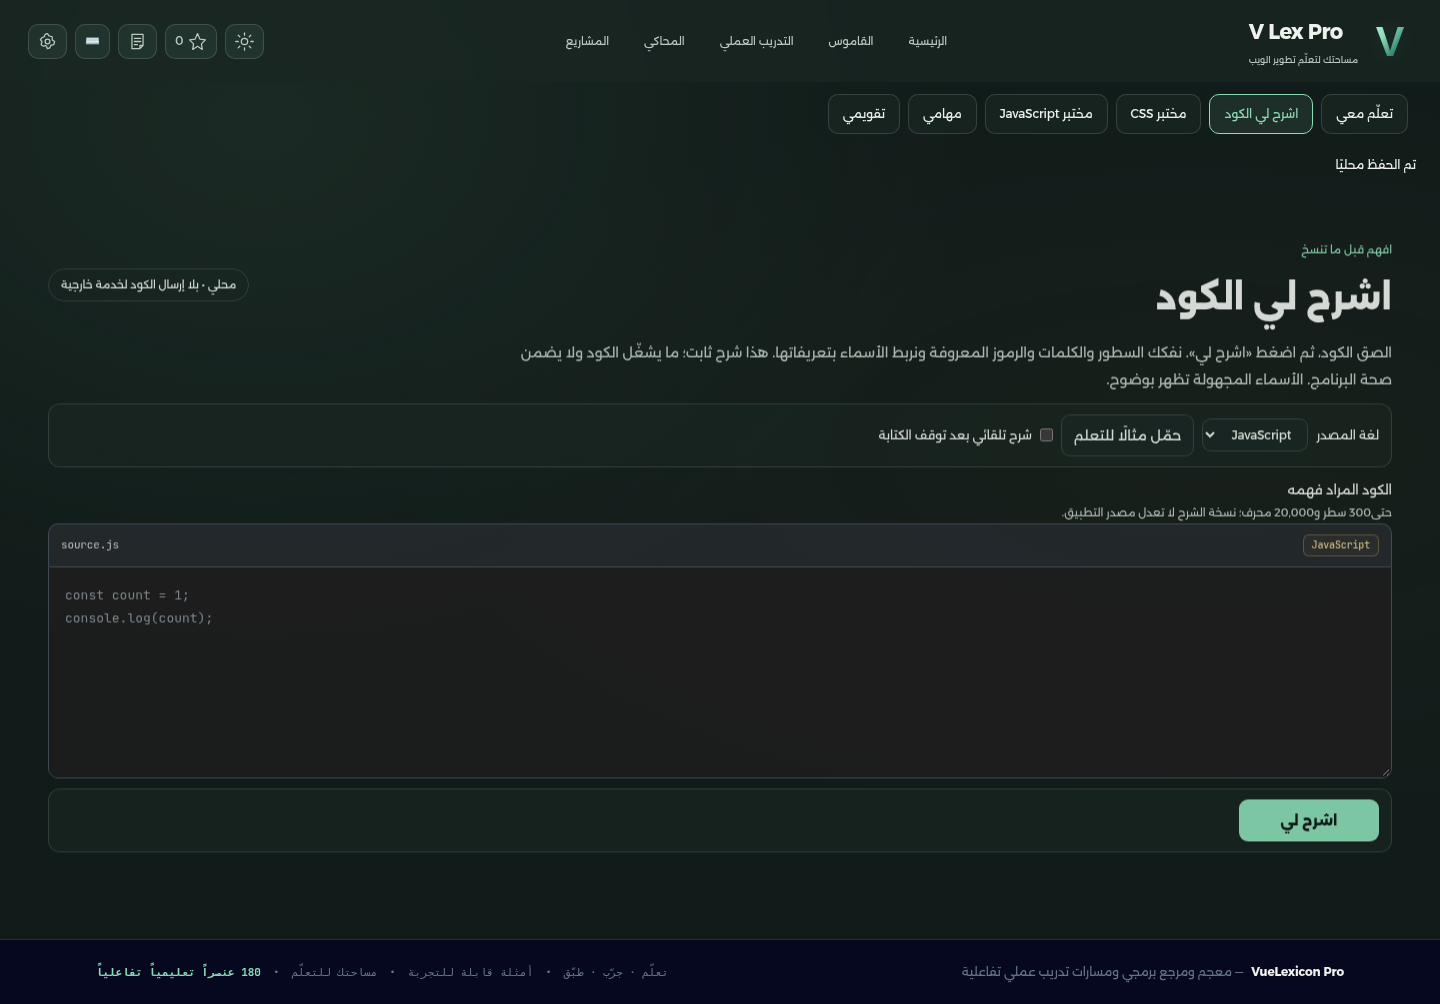 V
V Lex Pro
مساحتك لتعلّم تطوير الويب
الرئيسية
القاموس
التدريب العملي
المحاكي
المشاريع
0
تعلّم معي
اشرح لي الكود
مختبر CSS
مختبر JavaScript
مهامي
تقويمي
تم الحفظ محليًا
افهم قبل ما تنسخ
اشرح لي الكود
محلي • بلا إرسال الكود لخدمة خارجية
الصق الكود، ثم اضغط «اشرح لي». نفكك السطور والكلمات والرموز المعروفة ونربط الأسماء بتعريفاتها. هذا شرح ثابت؛ ما يشغّل الكود ولا يضمن
صحة البرنامج. الأسماء المجهولة تظهر بوضوح.
لغة المصدر
JavaScript
حمّل مثالًا للتعلم
شرح تلقائي بعد توقف الكتابة
الكود المراد فهمه
حتى300 سطر و20,000 محرف؛ نسخة الشرح لا تعدل مصدر التطبيق.
JavaScript
source.js
const count = 1;
console.log(count);
اشرح لي
VueLexicon Pro — معجم ومرجع برمجي ومسارات تدريب عملي تفاعلية
تعلّم · جرّب · طبّق • أمثلة قابلة للتجربة • مساحتك للتعلّم • 180 عنصراً تعليمياً تفاعلياً